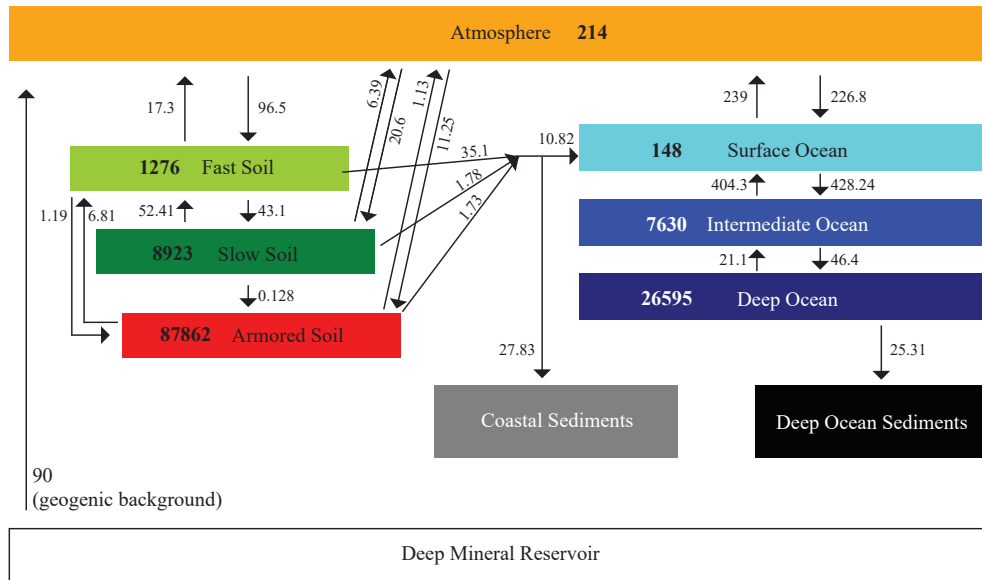 Atmosphere 214
6.39
1.13
17.3
96.5
20.6
11.25
239
226.8
10.82
35.1
1276 Fast Soil
148 Surface Ocean
1.78
404.3
428.24
1.19
6.81
52.41
43.1
1.73
7630 Intermediate Ocean
8923 Slow Soil
21.1
46.4
0.128
26595 Deep Ocean
87862 Armored Soil
27.83
25.31
Coastal Sediments
Deep Ocean Sediments
90
(geogenic background)
Deep Mineral Reservoir